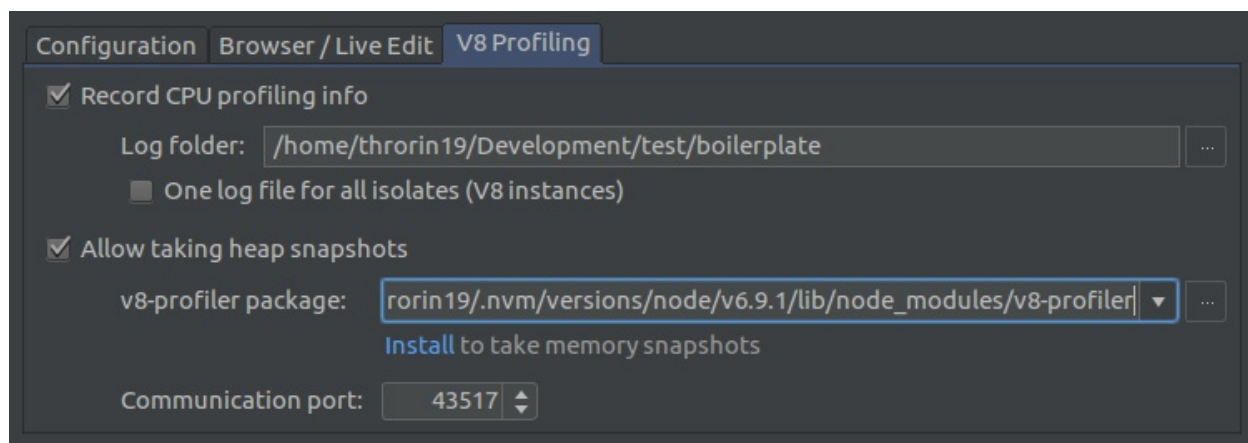 Configuration Browser / Live Edit V8 Profiling
Record CPU profiling info
Log folder: /home/throrin19/Development/test/boilerplate ...
One log file for all isolates (V8 instances)
Allow taking heap snapshots
v8-profiler package: rorin19/.nvm/versions/node/v6.9.1/lib/node_modules/v8-profiler ...
Install to take memory snapshots
Communication port: 43517